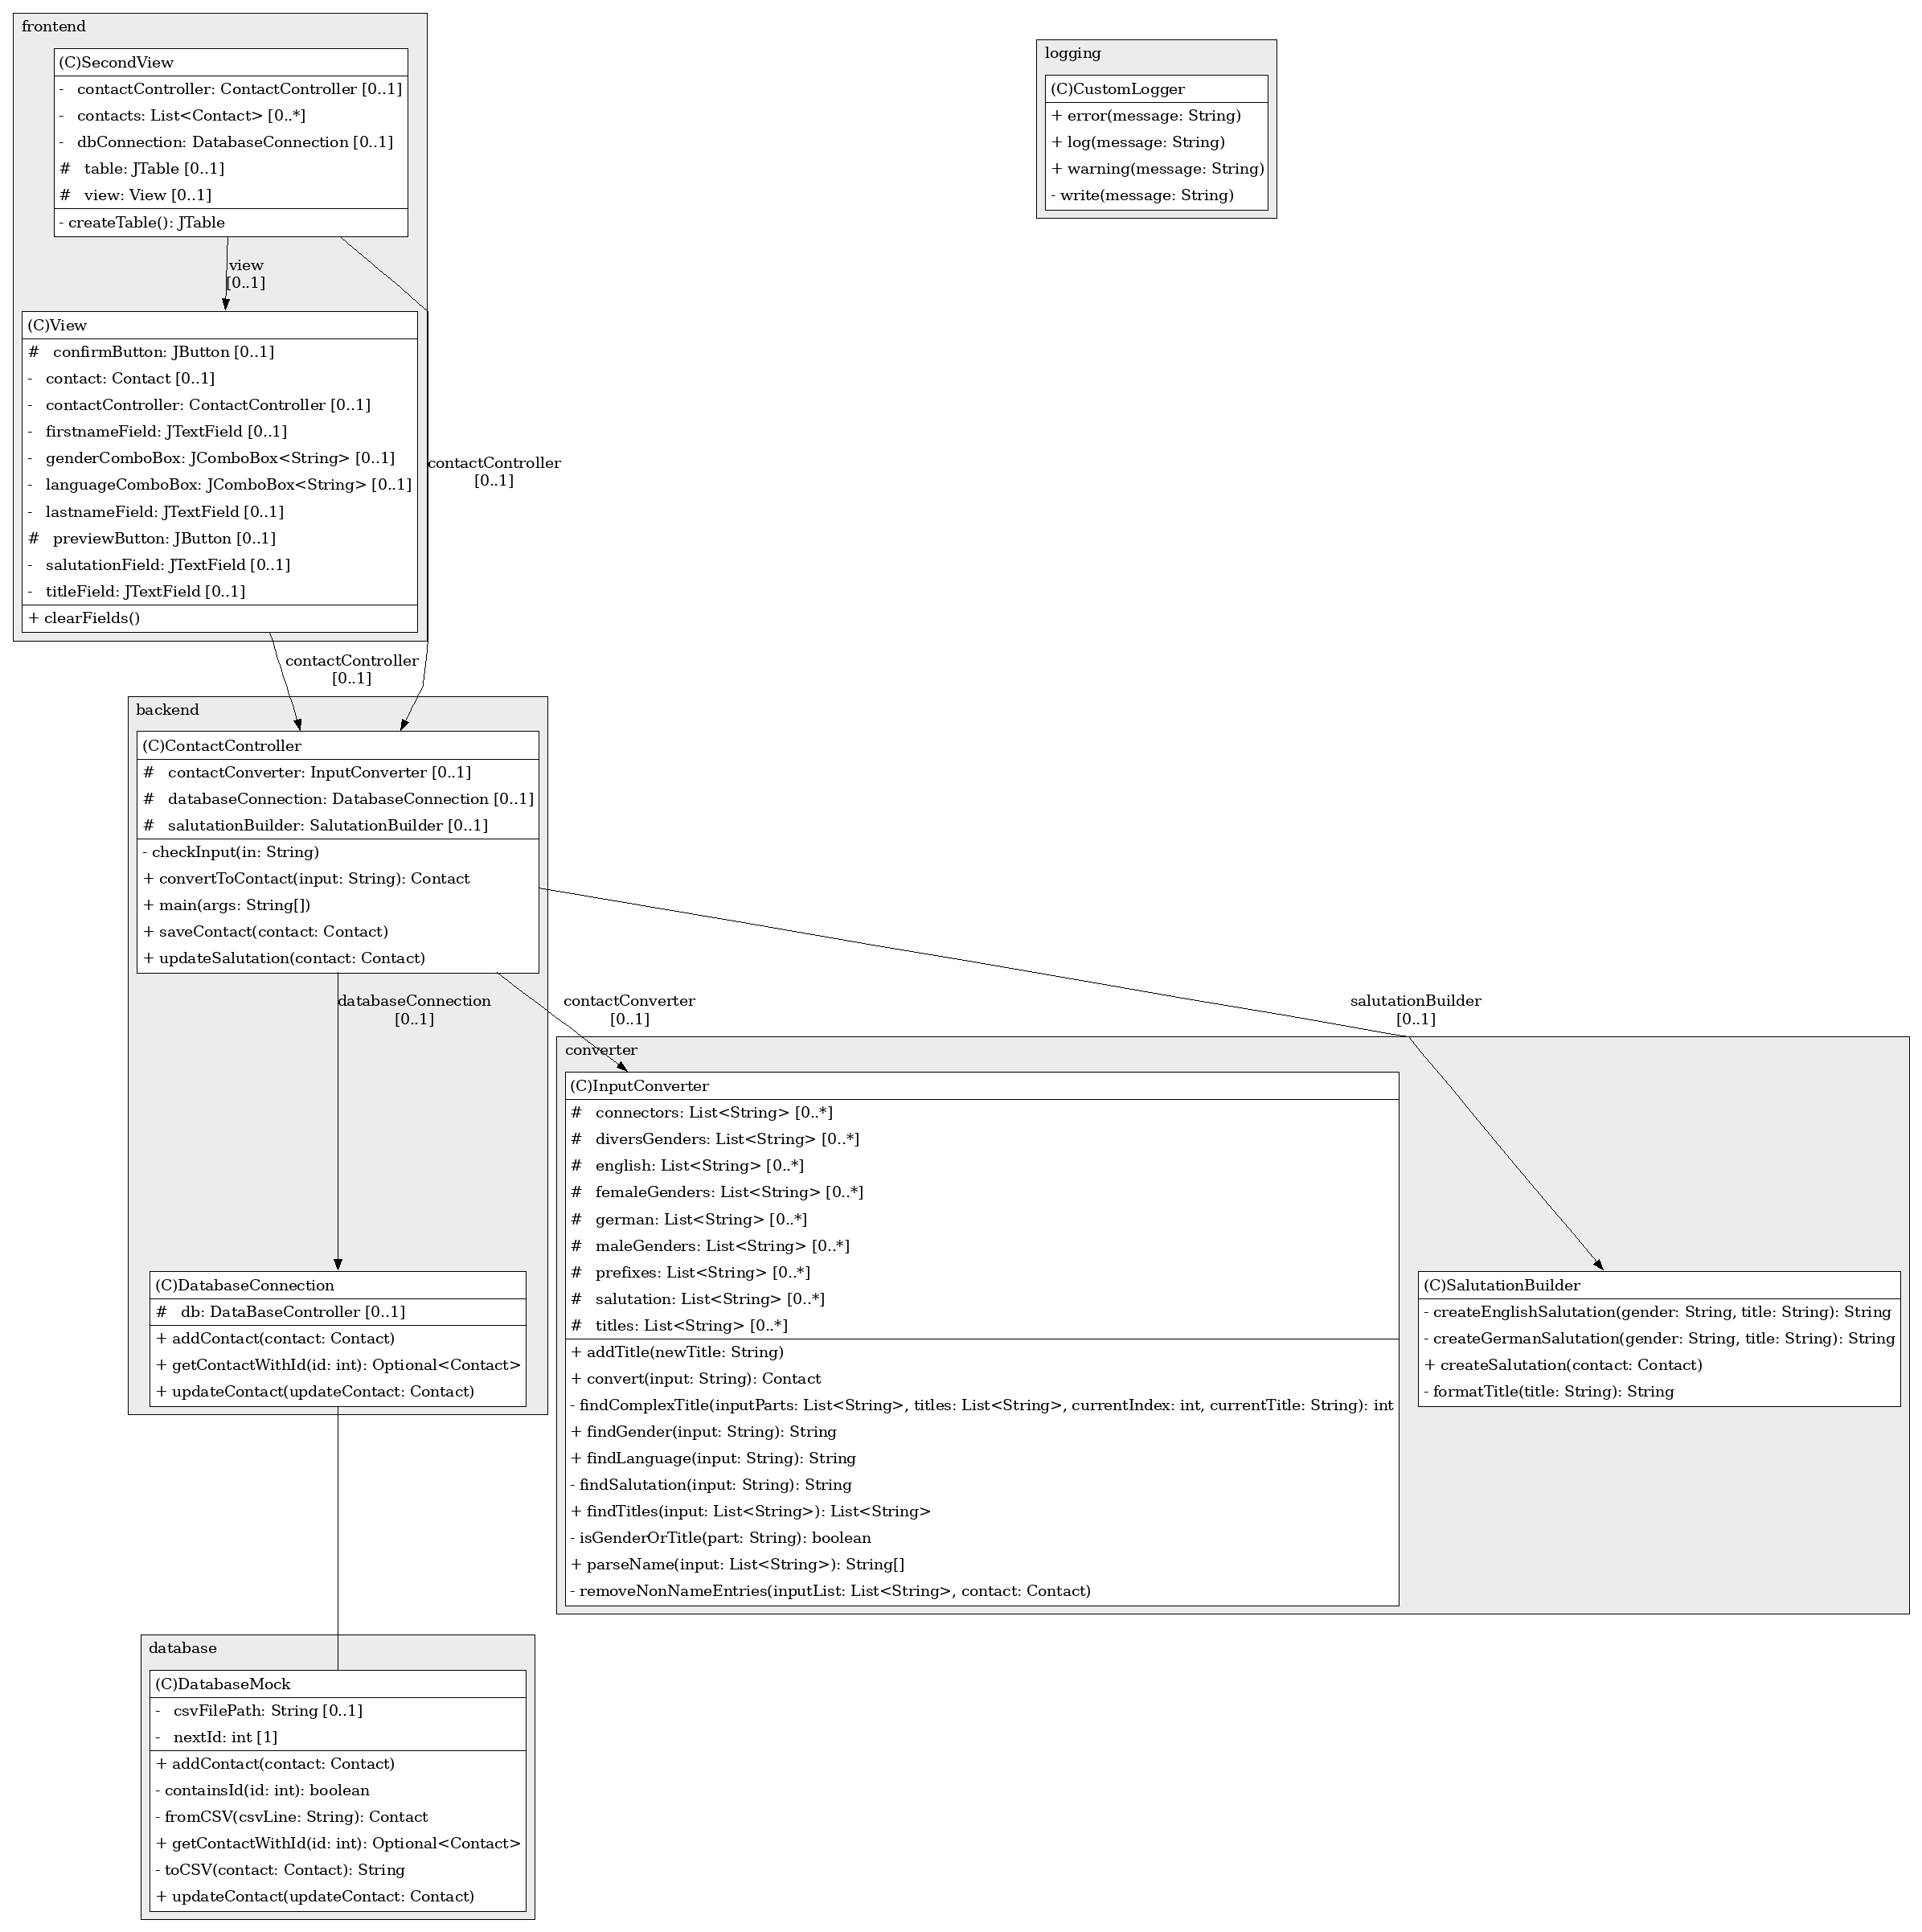 frontend
(C)SecondView
-   contactController: ContactController [0..1]
-   contacts: List<Contact> [0..*]
-   dbConnection: DatabaseConnection [0..1]
#   table: JTable [0..1]
#   view: View [0..1]
- createTable(): JTable
view
[0..1]
(C)View
#   confirmButton: JButton [0..1]
-   contact: Contact [0..1]
-   contactController: ContactController [0..1]
-   firstnameField: JTextField [0..1]
-   genderComboBox: JComboBox<String> [0..1]
-   languageComboBox: JComboBox<String> [0..1]
-   lastnameField: JTextField [0..1]
#   previewButton: JButton [0..1]
-   salutationField: JTextField [0..1]
-   titleField: JTextField [0..1]
+ clearFields()
contactController
[0..1]
contactController
[0..1]
logging
(C)CustomLogger
+ error(message: String)
+ log(message: String)
+ warning(message: String)
- write(message: String)
backend
(C)ContactController
#   contactConverter: InputConverter [0..1]
#   databaseConnection: DatabaseConnection [0..1]
#   salutationBuilder: SalutationBuilder [0..1]
- checkInput(in: String)
+ convertToContact(input: String): Contact
+ main(args: String[])
+ saveContact(contact: Contact)
+ updateSalutation(contact: Contact)
databaseConnection
[0..1]
contactConverter
[0..1]
salutationBuilder
[0..1]
(C)DatabaseConnection
#   db: DataBaseController [0..1]
+ addContact(contact: Contact)
+ getContactWithId(id: int): Optional<Contact>
+ updateContact(updateContact: Contact)
converter
(C)InputConverter
#   connectors: List<String> [0..*]
#   diversGenders: List<String> [0..*]
#   english: List<String> [0..*]
#   femaleGenders: List<String> [0..*]
#   german: List<String> [0..*]
#   maleGenders: List<String> [0..*]
#   prefixes: List<String> [0..*]
#   salutation: List<String> [0..*]
#   titles: List<String> [0..*]
+ addTitle(newTitle: String)
+ convert(input: String): Contact
- findComplexTitle(inputParts: List<String>, titles: List<String>, currentIndex: int, currentTitle: String): int
+ findGender(input: String): String
+ findLanguage(input: String): String
- findSalutation(input: String): String
+ findTitles(input: List<String>): List<String>
- isGenderOrTitle(part: String): boolean
+ parseName(input: List<String>): String[]
- removeNonNameEntries(inputList: List<String>, contact: Contact)
(C)SalutationBuilder
- createEnglishSalutation(gender: String, title: String): String
- createGermanSalutation(gender: String, title: String): String
+ createSalutation(contact: Contact)
- formatTitle(title: String): String
database
(C)DatabaseMock
-   csvFilePath: String [0..1]
-   nextId: int [1]
+ addContact(contact: Contact)
- containsId(id: int): boolean
- fromCSV(csvLine: String): Contact
+ getContactWithId(id: int): Optional<Contact>
- toCSV(contact: Contact): String
+ updateContact(updateContact: Contact)